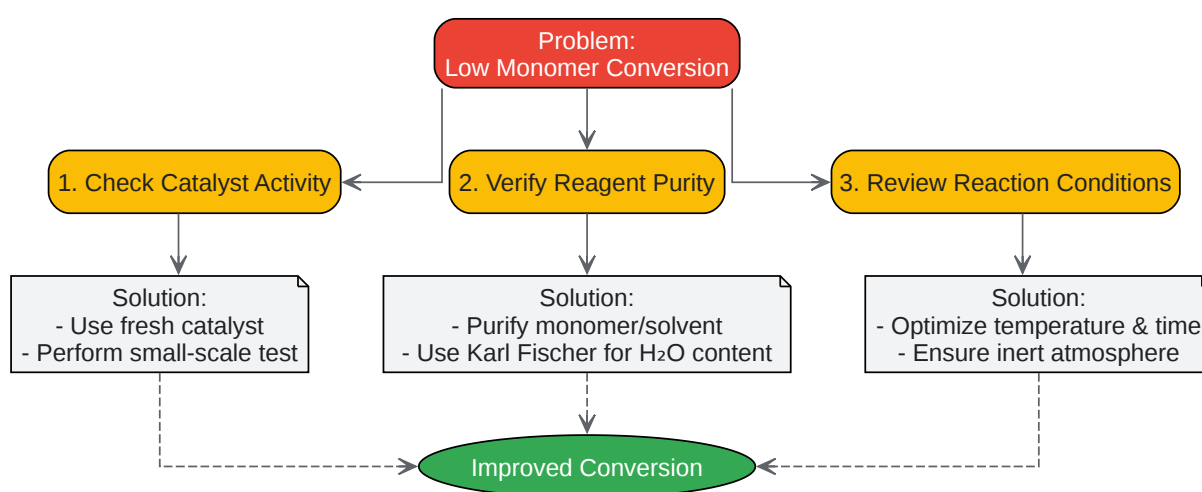 Problem:
Low Monomer Conversion
1. Check Catalyst Activity
2. Verify Reagent Purity
3. Review Reaction Conditions
Solution:
- Use fresh catalyst
- Perform small-scale test
Solution:
- Purify monomer/solvent
- Use Karl Fischer for H₂O content
Solution:
- Optimize temperature & time
- Ensure inert atmosphere
Improved Conversion